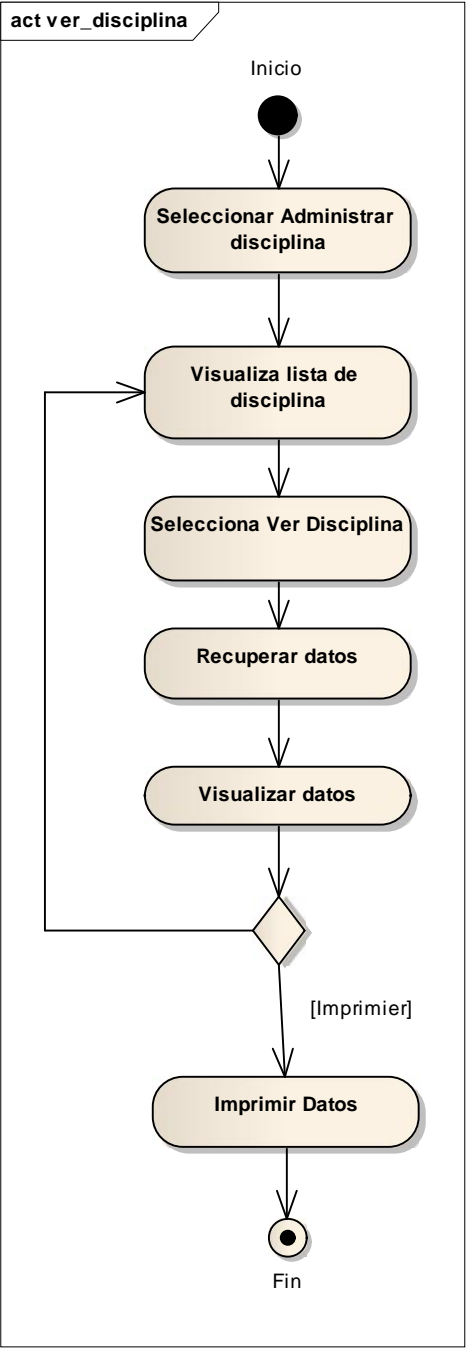 act ver_disciplina
Inicio
Seleccionar Administrar
disciplina
Visualiza lista de
disciplina
Selecciona Ver Disciplina
Recuperar datos
Visualizar datos
[Imprimier]
Imprimir Datos
Fin